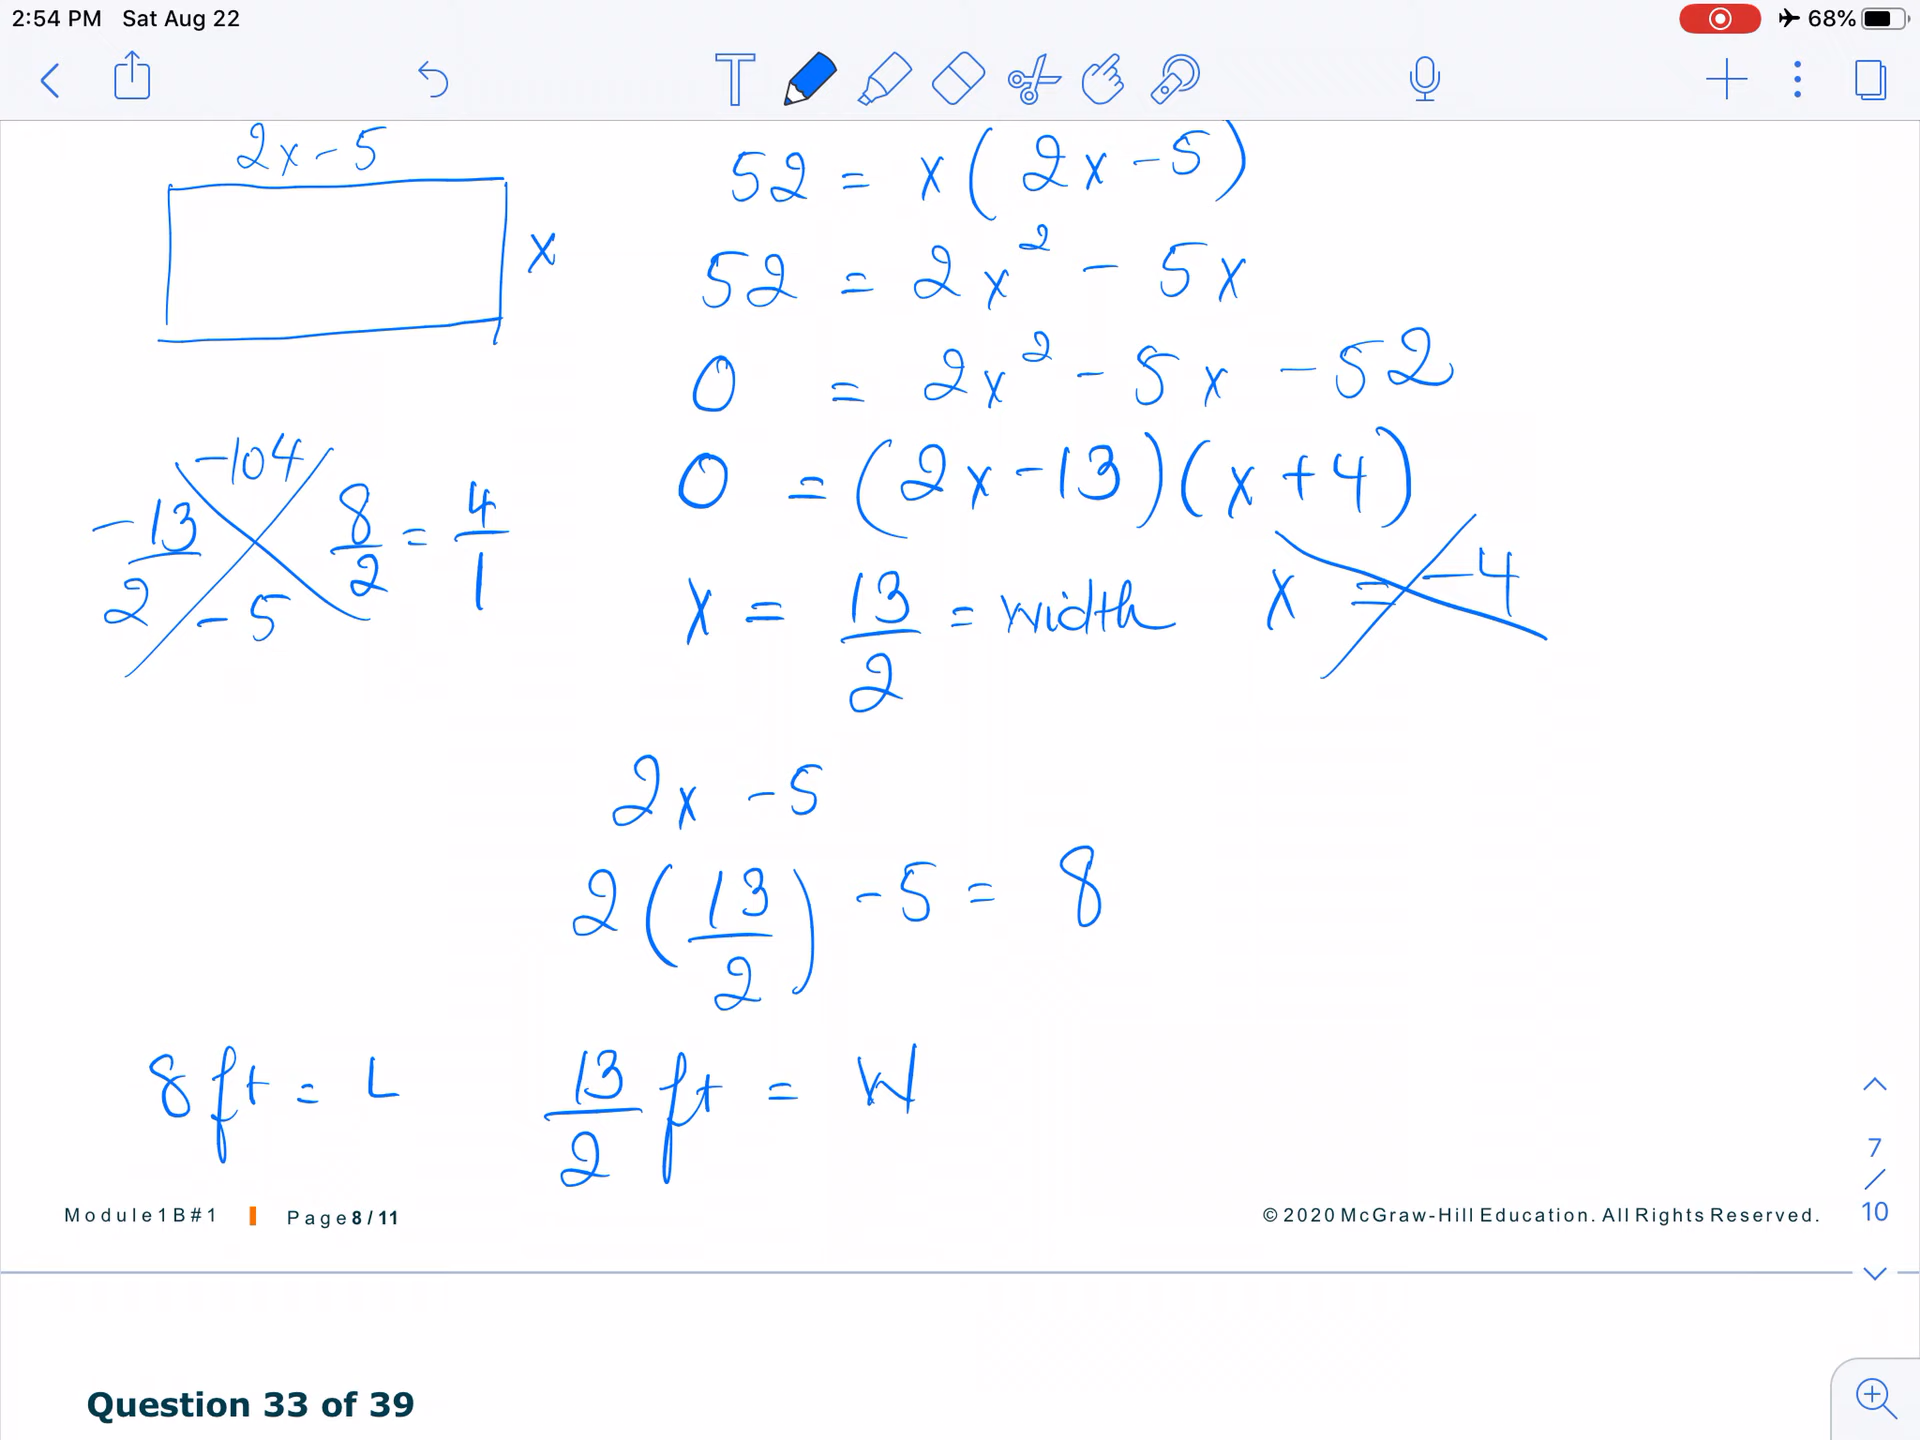 2:54 PM Sat Aug 22
68%
T
2x - 5
x
52 = x(2x - 5)
52 = 2x² - 5x
0 = 2x² - 5x - 52
0 = (2x - 13)(x + 4)
-104
-13/2 8/2 = 4/1
-5
x = 13/2 = width x = -4
2x - 5
2(13/2) - 5 = 8
8 ft = L 13/2 ft = W
7
/
10
Module1B#1 Page 8 / 11 © 2020 McGraw-Hill Education. All Rights Reserved.
Question 33 of 39